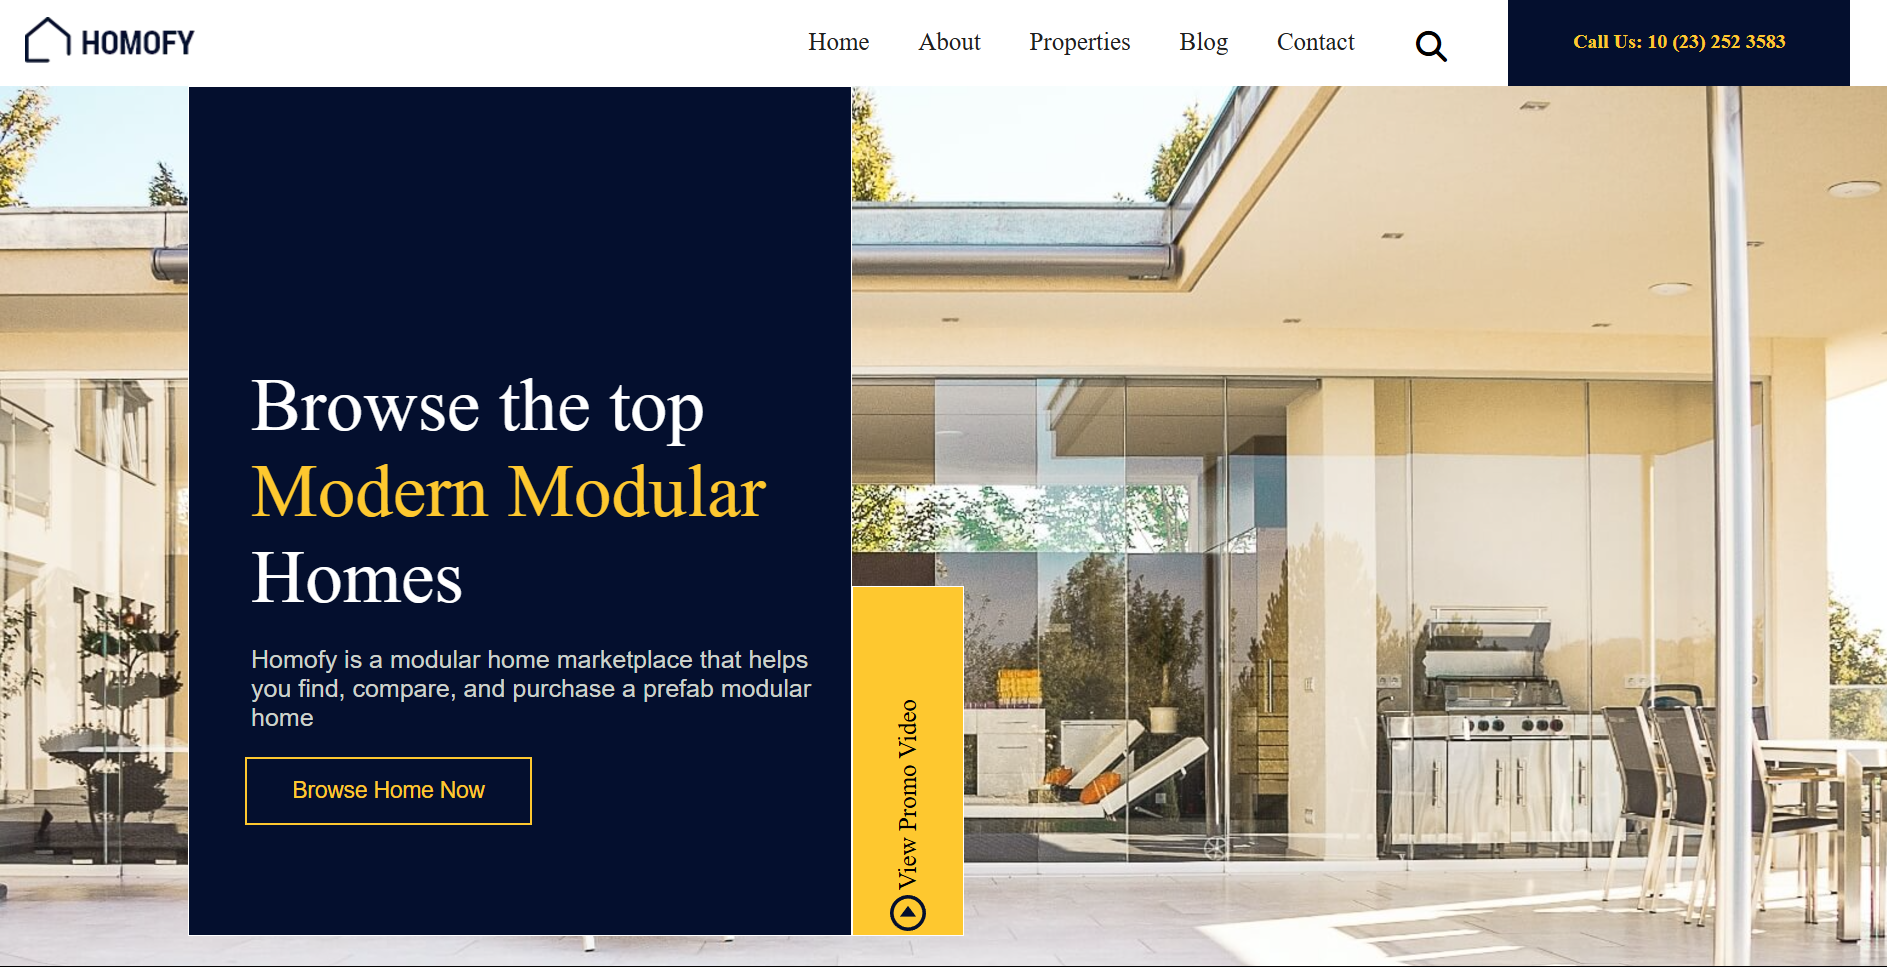 HOMOFY
Home
About
Properties
Blog
Contact
Call Us: 10 (23) 252 3583
Browse the top
Modern Modular
Homes
Homofy is a modular home marketplace that helps
you find, compare, and purchase a prefab modular
home
Browse Home Now
View Promo Video